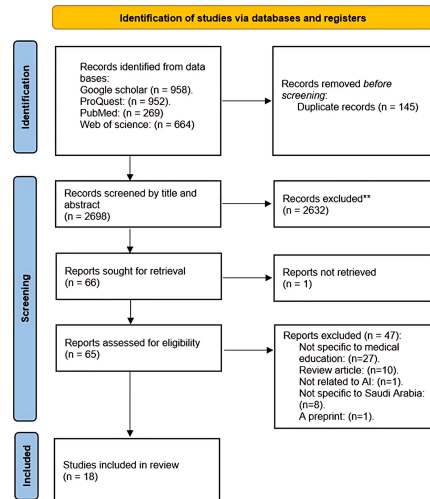 Identification of studies via databases and registers
Identification
Records identified from data
bases:
Google scholar (n = 958).
ProQuest: (n = 952).
PubMed: (n = 269)
Web of science: (n = 664)
Records removed before
screening:
Duplicate records (n = 145)
Screening
Records screened by title and
abstract
(n = 2698)
Records excluded**
(n = 2632)
Reports sought for retrieval
(n = 66)
Reports not retrieved
(n = 1)
Reports assessed for eligibility
(n = 65)
Reports excluded (n = 47):
Not specific to medical
education: (n=27).
Review article: (n=10).
Not related to AI: (n=1).
Not specific to Saudi Arabia:
(n=8).
A preprint: (n=1).
Included
Studies included in review
(n = 18)